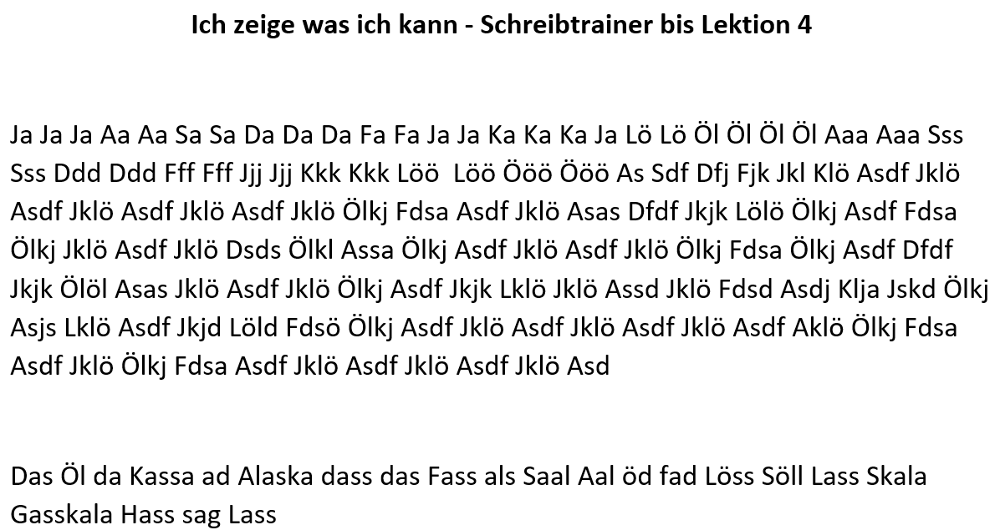 Ich zeige was ich kann - Schreibtrainer bis Lektion 4
Ja Ja Ja Aa Aa Sa Sa Da Da Da Fa Fa Ja Ja Ka Ka Ka Ja Lö Lö Öl Öl Öl Öl Aaa Aaa Sss
Sss Ddd Ddd Fff Fff Jjj Jjj Kkk Kkk Löö  Löö Ööö Ööö As Sdf Dfj Fjk Jkl Klö Asdf Jklö
Asdf Jklö Asdf Jklö Asdf Jklö Ölkj Fdsa Asdf Jklö Asas Dfdf Jkjk Lölö Ölkj Asdf Fdsa
Ölkj Jklö Asdf Jklö Dsds Ölkl Assa Ölkj Asdf Jklö Asdf Jklö Ölkj Fdsa Ölkj Asdf Dfdf
Jkjk Ölöl Asas Jklö Asdf Jklö Ölkj Asdf Jkjk Lklö Jklö Assd Jklö Fdsd Asdj Klja Jskd Ölkj
Asjs Lklö Asdf Jkjd Löld Fdsö Ölkj Asdf Jklö Asdf Jklö Asdf Jklö Asdf Aklö Ölkj Fdsa
Asdf Jklö Ölkj Fdsa Asdf Jklö Asdf Jklö Asdf Jklö Asd
Das Öl da Kassa ad Alaska dass das Fass als Saal Aal öd fad Löss Söll Lass Skala
Gasskala Hass sag Lass